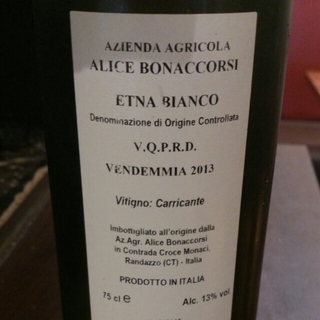 AZIENDA AGRICOLA
ALICE BONACCORSI
ETNA BIANCO
Denominazione di Origine Controllata
V.Q.P.R.D.
VENDEMMIA 2013
Vitigno: Carricante
Imbottigliato all'origine dalla
Az.Agr. Alice Bonaccorsi
in Contrada Croce Monaci.
Randazzo (CT) - Italia
PRODOTTO IN ITALIA
75 cl e Alc. 13% vol